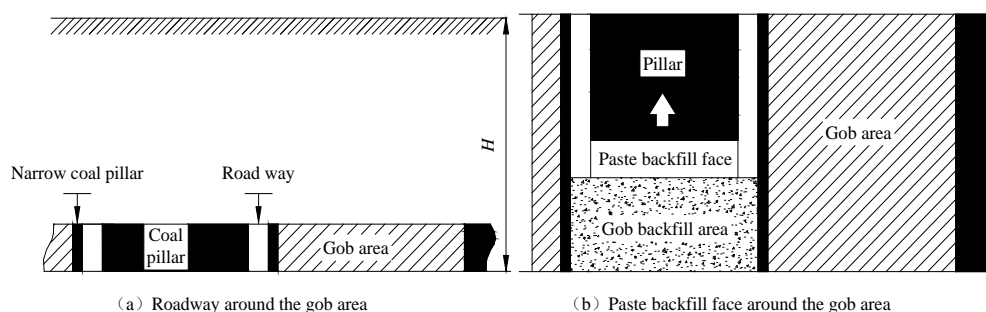 H
Narrow coal pillar
Road way
Coal
pillar
Gob area
(a) Roadway around the gob area
Pillar
Gob area
Paste backfill face
Gob backfill area
(b) Paste backfill face around the gob area